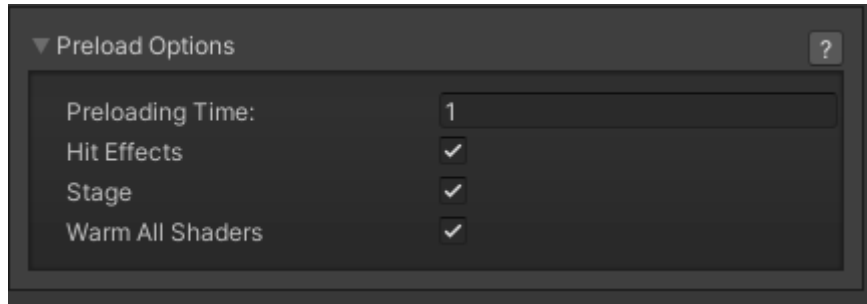 Preload Options
?
Preloading Time: 1
Hit Effects
Stage
Warm All Shaders